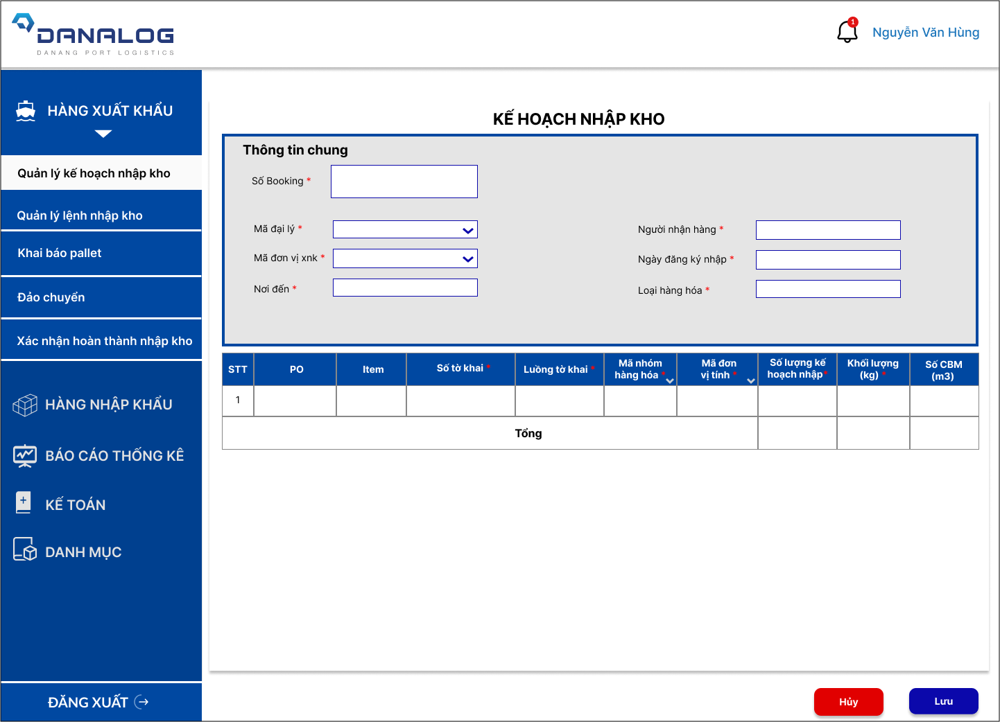 DANALOG
DANANG PORT LOGISTICS
1
Nguyễn Văn Hùng
HÀNG XUẤT KHẨU
Quản lý kế hoạch nhập kho
Quản lý lệnh nhập kho
Khai báo pallet
Đảo chuyển
Xác nhận hoàn thành nhập kho
HÀNG NHẬP KHẨU
BÁO CÁO THỐNG KÊ
KẾ TOÁN
DANH MỤC
ĐĂNG XUẤT
KẾ HOẠCH NHẬP KHO
Thông tin chung
Số Booking *
Mã đại lý *
Người nhận hàng *
Mã đơn vị xnk *
Ngày đăng ký nhập *
Nơi đến *
Loại hàng hóa *
STT
PO
Item
Số tờ khai *
Luồng tờ khai *
Mã nhóm
hàng hóa *
Mã đơn
vị tính *
Số lượng kế
hoạch nhập*
Khối lượng
(kg) *
Số CBM
(m3)
1
Tổng
Hủy
Lưu